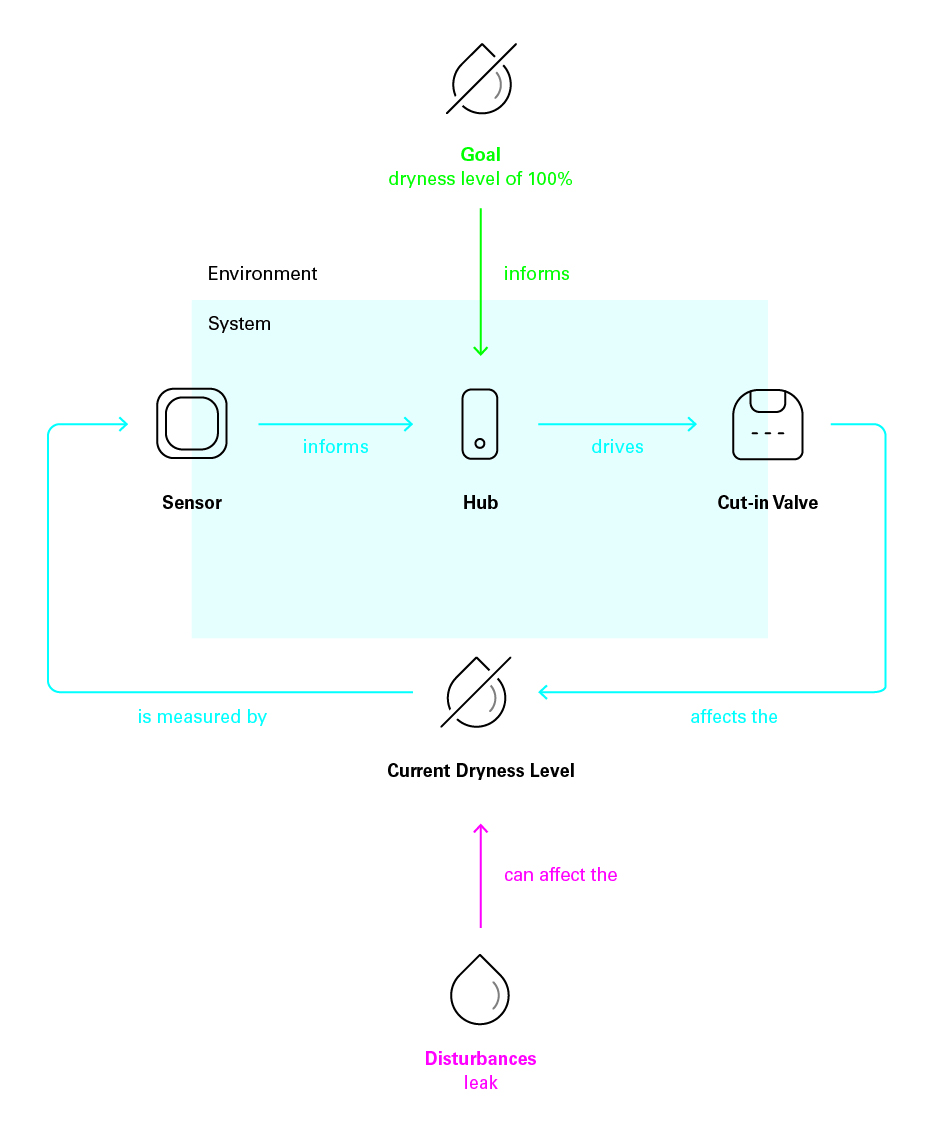 Goal
dryness level of 100%
Environment
informs
System
informs
drives
Sensor
Hub
Cut-in Valve
is measured by
affects the
Current Dryness Level
can affect the
Disturbances
leak